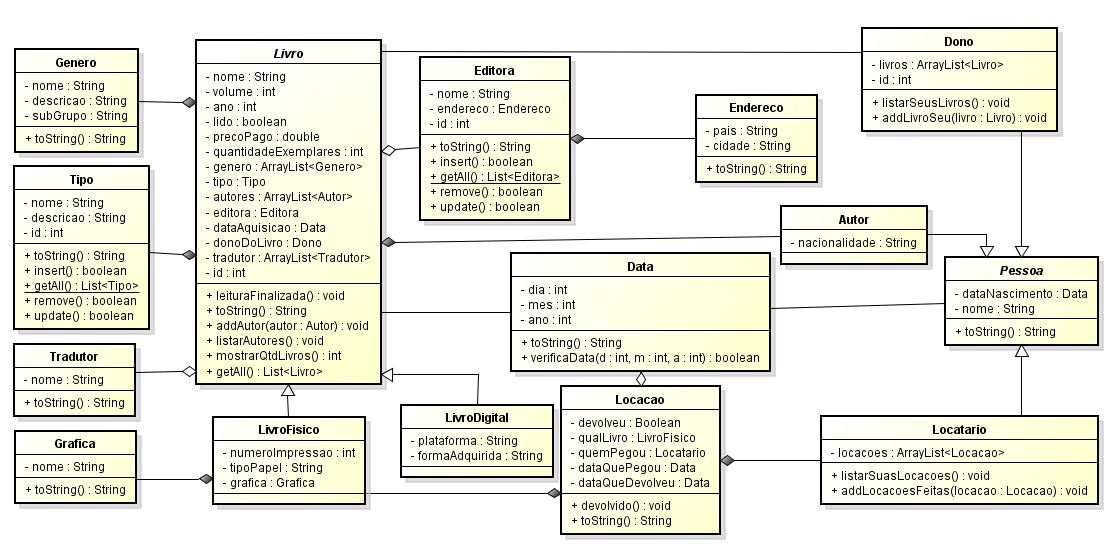 Genero
- nome : String
- descricao : String
- subGrupo : String
+ toString() : String
Tipo
- nome : String
- descricao : String
- id : int
+ toString() : String
+ insert() : boolean
+ getAll() : List<Tipo>
+ remove() : boolean
+ update() : boolean
Tradutor
- nome : String
+ toString() : String
Grafica
- nome : String
+ toString() : String
Livro
- nome : String
- volume : int
- ano : int
- lido : boolean
- precoPago : double
- quantidadeExemplares : int
- genero : ArrayList<Genero>
- tipo : Tipo
- autores : ArrayList<Autor>
- editora : Editora
- dataAquisicao : Data
- donoDoLivro : Dono
- tradutor : ArrayList<Tradutor>
- id : int
+ leituraFinalizada() : void
+ toString() : String
+ addAutor(autor : Autor) : void
+ listarAutores() : void
+ mostrarQtdLivros() : int
+ getAll() : List<Livro>
LivroFisico
- numeroImpressao : int
- tipoPapel : String
- grafica : Grafica
Editora
- nome : String
- endereco : Endereco
- id : int
+ toString() : String
+ insert() : boolean
+ getAll() : List<Editora>
+ remove() : boolean
+ update() : boolean
LivroDigital
- plataforma : String
- formaAdquirida : String
Endereco
- pais : String
- cidade : String
+ toString() : String
Data
- dia : int
- mes : int
- ano : int
+ toString() : String
+ verificaData(d : int, m : int, a : int) : boolean
Locacao
- devolveu : Boolean
- qualLivro : LivroFisico
- quemPegou : Locatario
- dataQuePegou : Data
- dataQueDevolveu : Data
+ devolvido() : void
+ toString() : String
Dono
- livros : ArrayList<Livro>
- id : int
+ listarSeusLivros() : void
+ addLivroSeu(livro : Livro) : void
Autor
- nacionalidade : String
Pessoa
- dataNascimento : Data
- nome : String
+ toString() : String
Locatario
- locacoes : ArrayList<Locacao>
+ listarSuasLocacoes() : void
+ addLocacoesFeitas(locacao : Locacao) : void